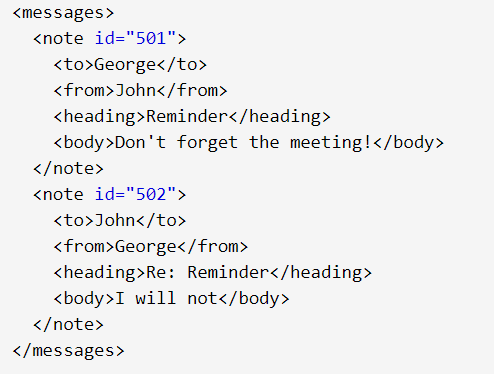 <messages>
  <note id="501">
    <to>George</to>
    <from>John</from>
    <heading>Reminder</heading>
    <body>Don't forget the meeting!</body>
  </note>
  <note id="502">
    <to>John</to>
    <from>George</from>
    <heading>Re: Reminder</heading>
    <body>I will not</body>
  </note>
</messages>